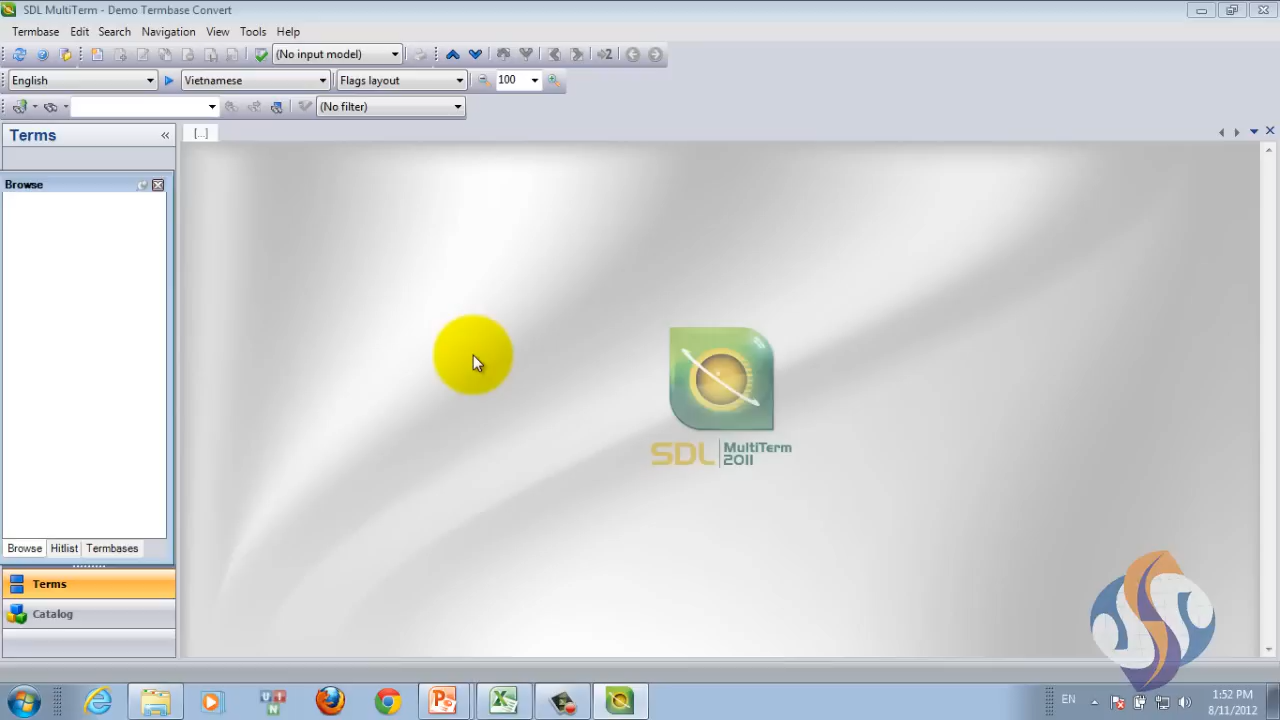 SDL MultiTerm - Demo Termbase Convert
Termbase Edit Search Navigation View Tools Help
(No input model)
English Vietnamese Flags layout 100
(No filter)
Terms [...]
Browse
SDL MultiTerm 2011
Browse Hitlist Termbases
Terms
Catalog
EN 1:52 PM
8/11/2012